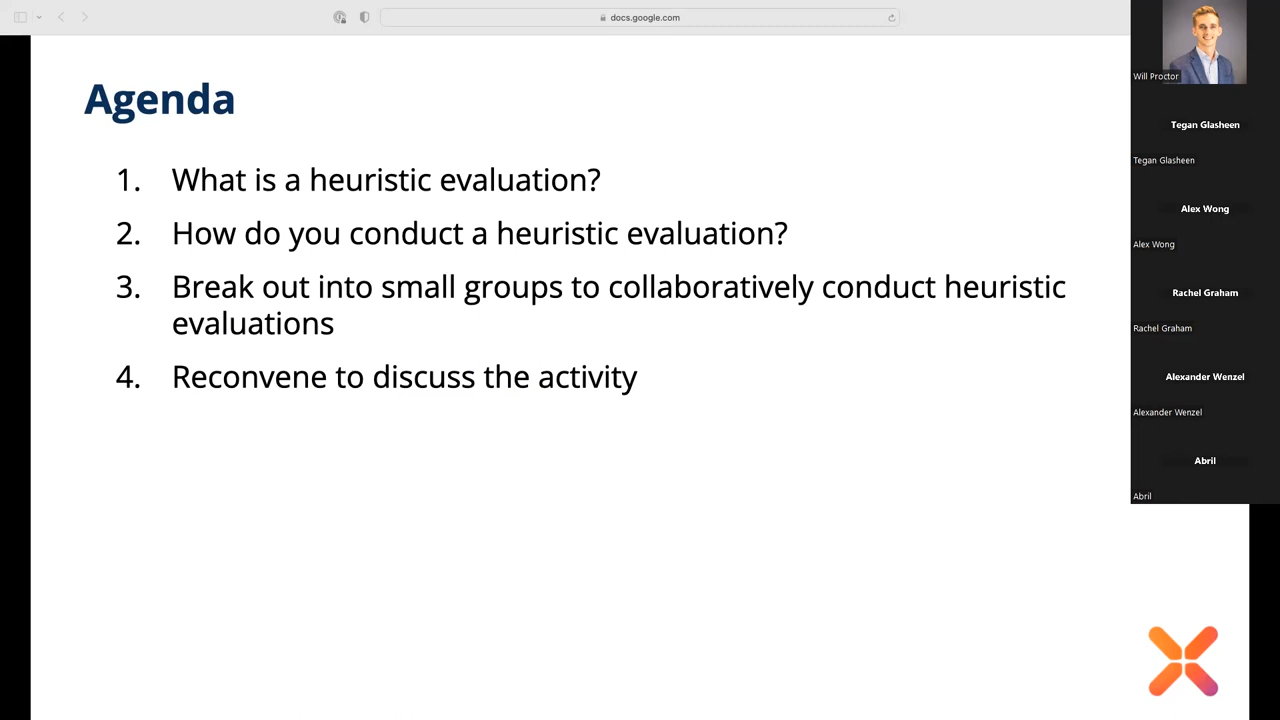 docs.google.com
Agenda
1. What is a heuristic evaluation?
2. How do you conduct a heuristic evaluation?
3. Break out into small groups to collaboratively conduct heuristic
evaluations
4. Reconvene to discuss the activity
Will Proctor
Tegan Glasheen
Tegan Glasheen
Alex Wong
Alex Wong
Rachel Graham
Rachel Graham
Alexander Wenzel
Alexander Wenzel
Abril
Abril